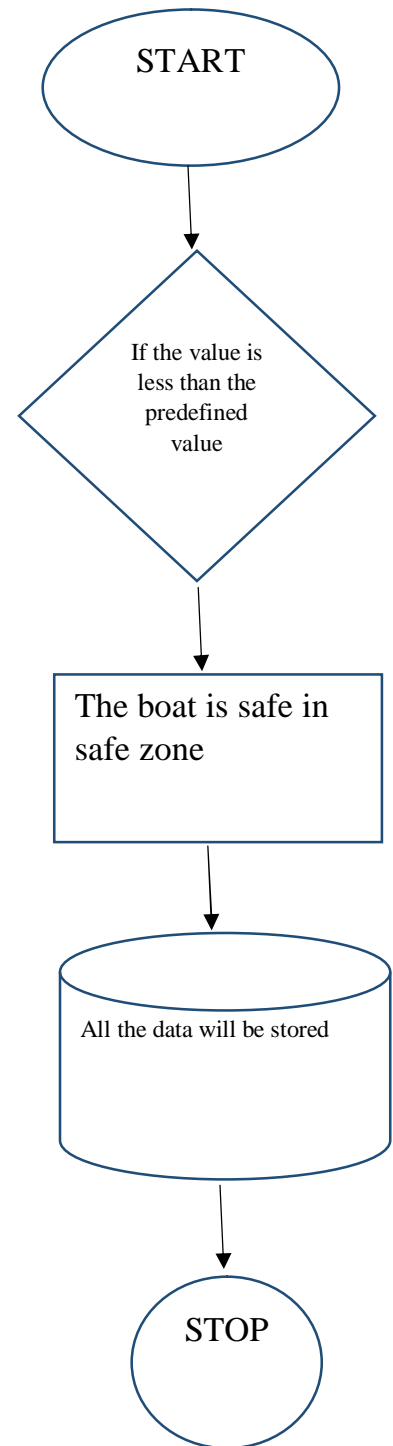 START
If the value is
less than the
predefined
value
The boat is safe in
safe zone
All the data will be stored
STOP